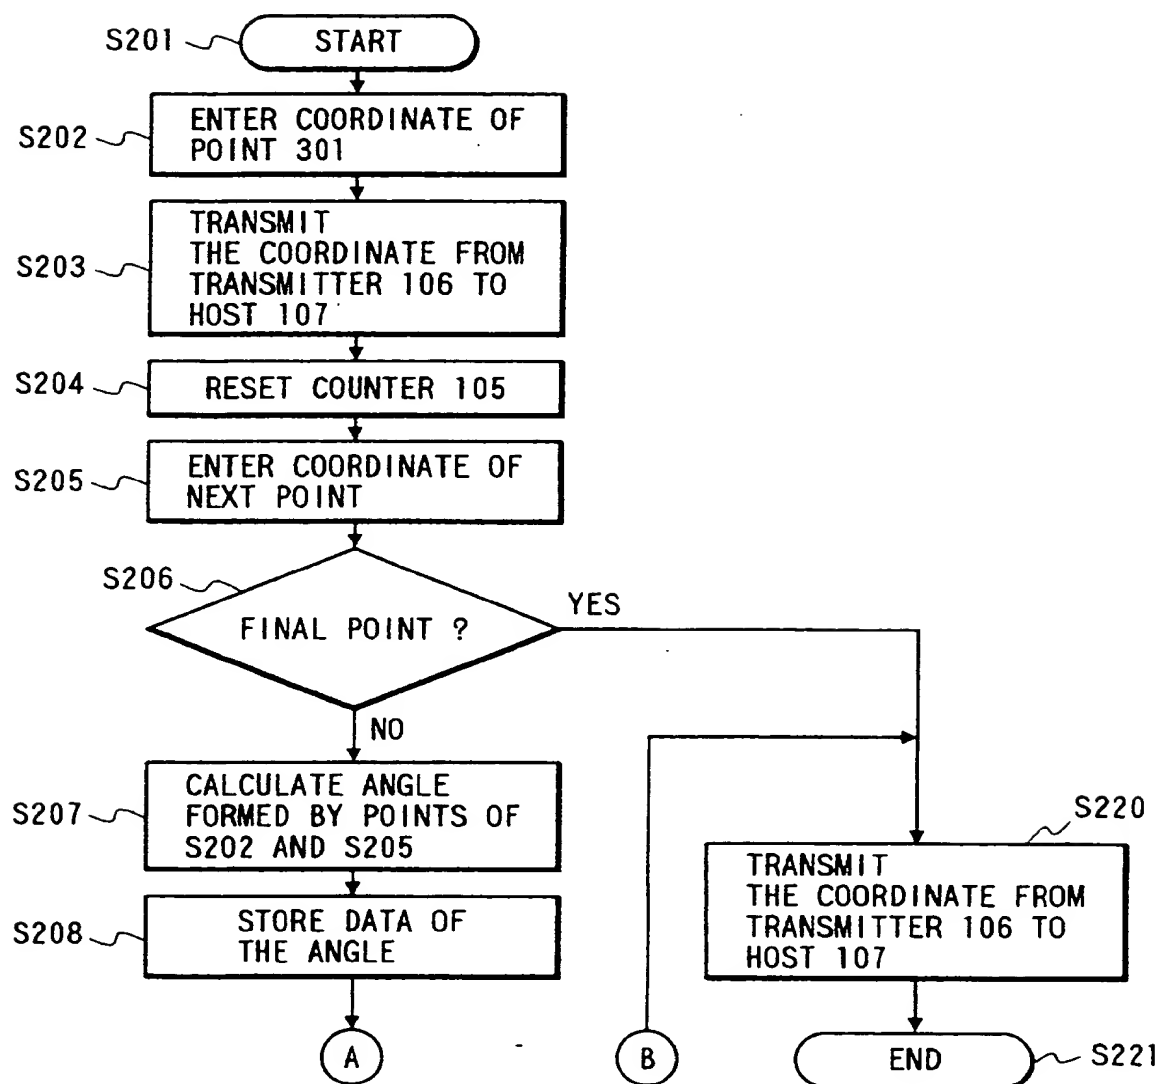 S201
START
S202
ENTER COORDINATE OF
POINT 301
S203
TRANSMIT
THE COORDINATE FROM
TRANSMITTER 106 TO
HOST 107
S204
RESET COUNTER 105
S205
ENTER COORDINATE OF
NEXT POINT
S206
FINAL POINT ?
YES
NO
S207
CALCULATE ANGLE
FORMED BY POINTS OF
S202 AND S205
S208
STORE DATA OF
THE ANGLE
A
B
S220
TRANSMIT
THE COORDINATE FROM
TRANSMITTER 106 TO
HOST 107
END
S221